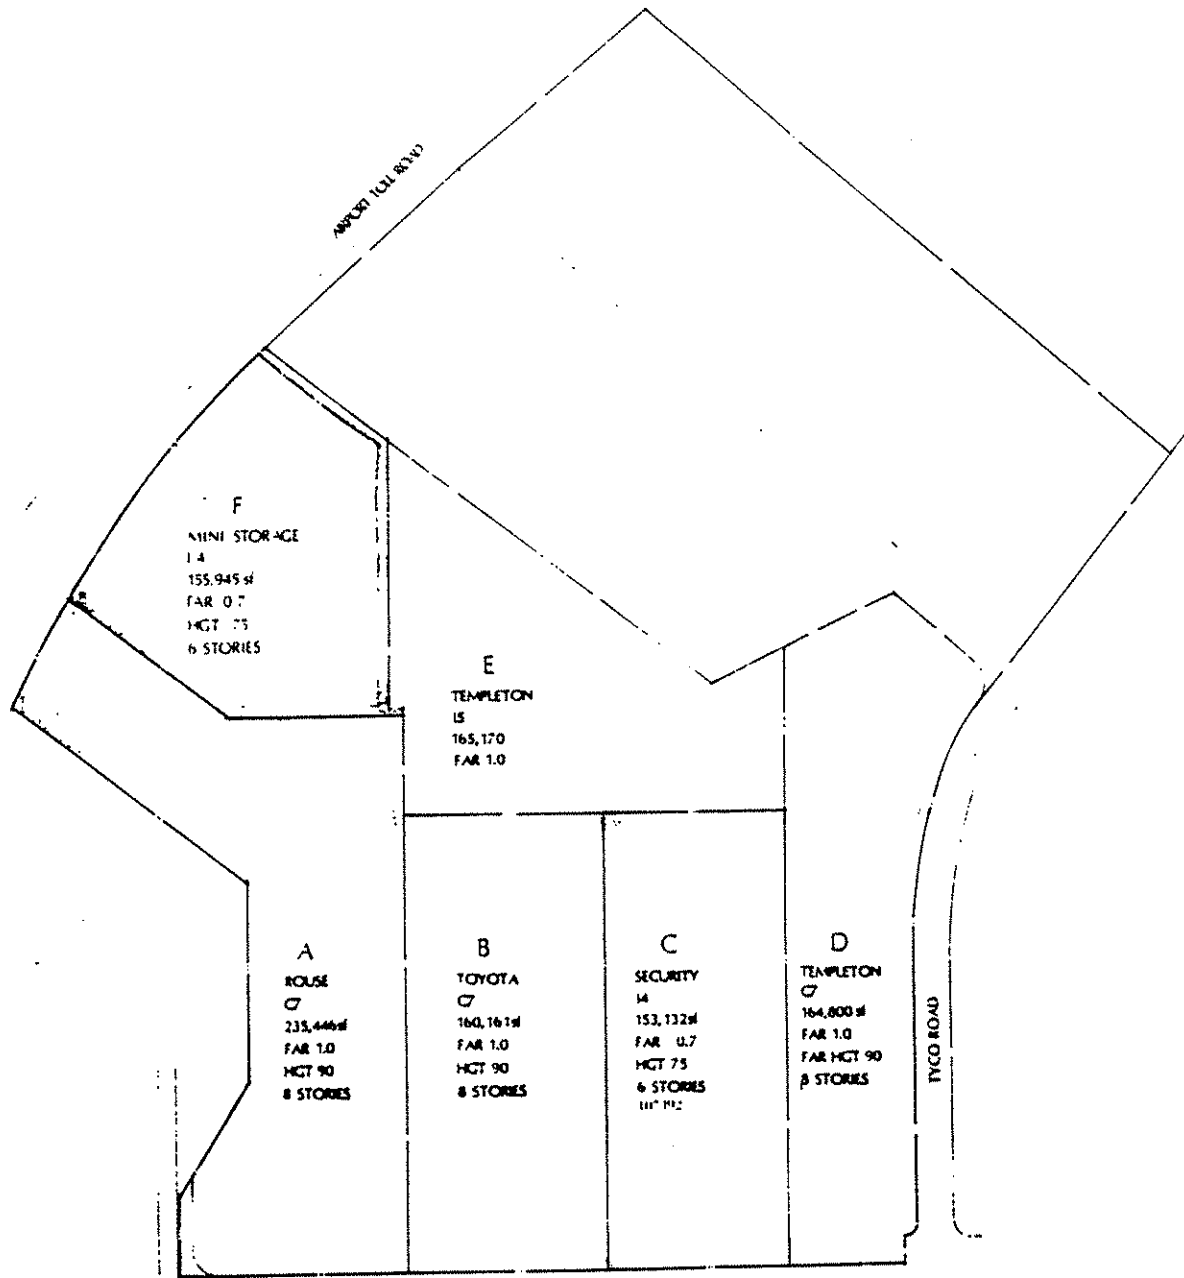 AIRPORT TOLL ROAD
F
MINI STORAGE
I 4
155,945 sf
FAR 0.7
HGT 75
6 STORIES
E
TEMPLETON
I5
165,170
FAR 1.0
A
ROUSE
C7
235,446sf
FAR 1.0
HGT 90
8 STORIES
B
TOYOTA
C7
160,161sf
FAR 1.0
HGT 90
8 STORIES
C
SECURITY
I4
153,132sf
FAR 0.7
HGT 75
6 STORIES
D
TEMPLETON
C7
164,800 sf
FAR 1.0
FAR HGT 90
8 STORIES
TYCO ROAD